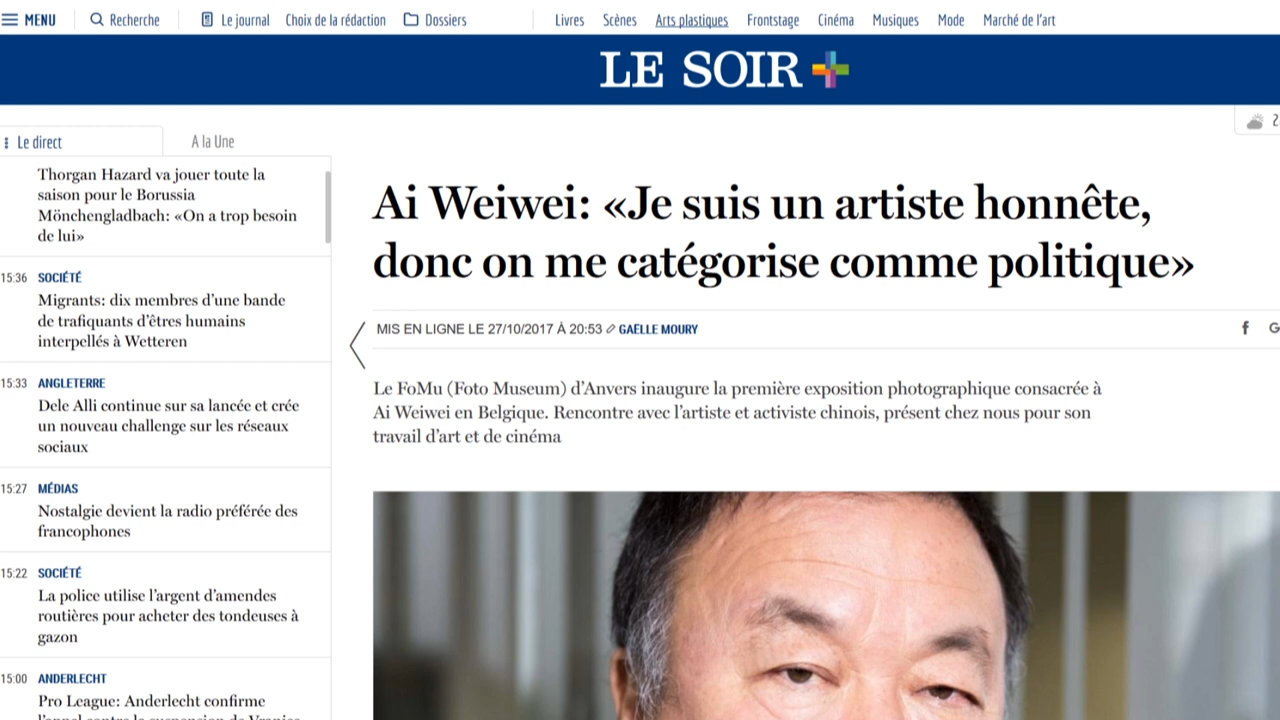 MENU Recherche Le journal Choix de la rédaction Dossiers Livres Scènes Arts plastiques Frontstage Cinéma Musiques Mode Marché de l'art
LE SOIR
Le direct A la Une
Thorgan Hazard va jouer toute la
saison pour le Borussia
Mönchengladbach: «On a trop besoin
de lui»
15:36 SOCIÉTÉ
Migrants: dix membres d'une bande
de trafiquants d'êtres humains
interpellés à Wetteren
15:33 ANGLETERRE
Dele Alli continue sur sa lancée et crée
un nouveau challenge sur les réseaux
sociaux
15:27 MÉDIAS
Nostalgie devient la radio préférée des
francophones
15:22 SOCIÉTÉ
La police utilise l'argent d'amendes
routières pour acheter des tondeuses à
gazon
15:00 ANDERLECHT
Pro League: Anderlecht confirme
l'appel contre la suspension de Vranjes
Ai Weiwei: «Je suis un artiste honnête,
donc on me catégorise comme politique»
MIS EN LIGNE LE 27/10/2017 À 20:53 GAËLLE MOURY
Le FoMu (Foto Museum) d'Anvers inaugure la première exposition photographique consacrée à
Ai Weiwei en Belgique. Rencontre avec l'artiste et activiste chinois, présent chez nous pour son
travail d'art et de cinéma